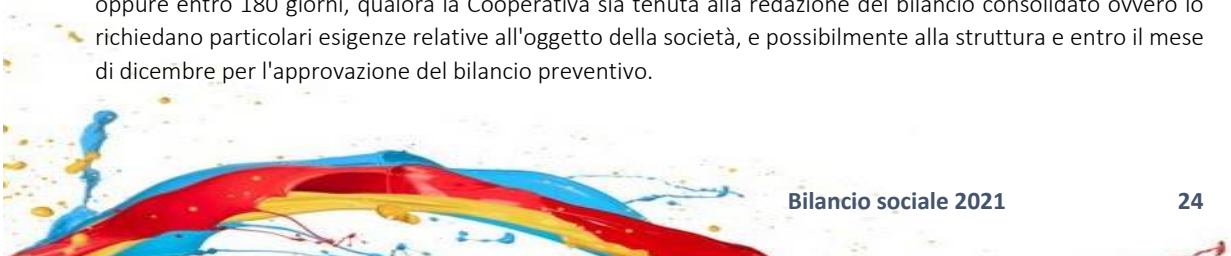 oppure entro 180 giorni, qualora la Cooperativa sia tenuta alla redazione del bilancio consolidato ovvero lo
richiedano particolari esigenze relative all'oggetto della società, e possibilmente alla struttura e entro il mese
di dicembre per l'approvazione del bilancio preventivo.
Bilancio sociale 2021 24